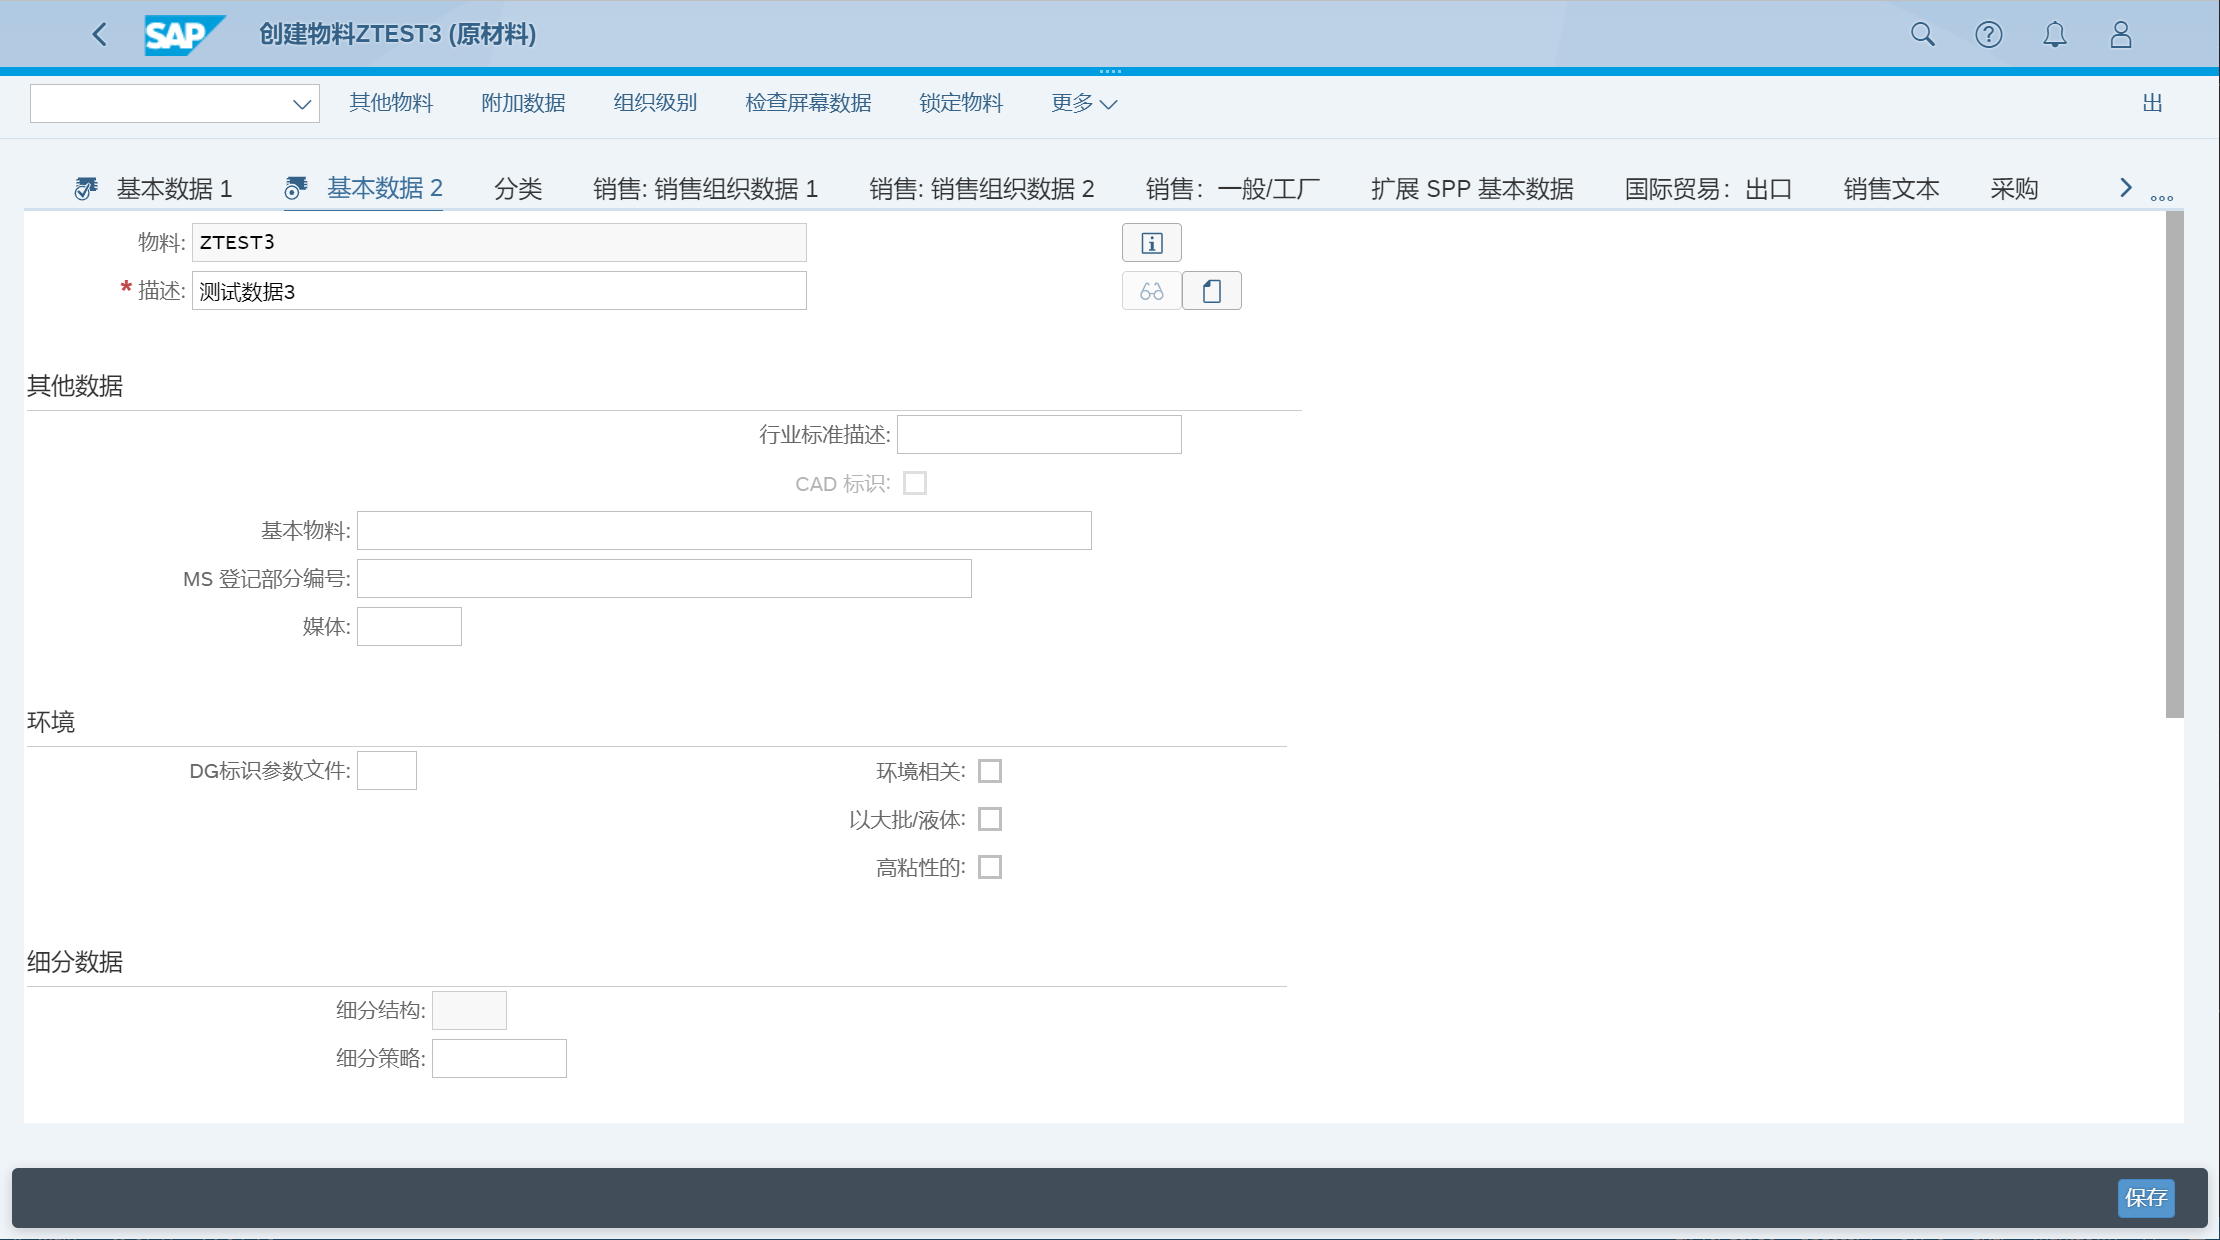 SAP 创建物料ZTEST3 (原材料)
其他物料 附加数据 组织级别 检查屏幕数据 锁定物料 更多 出
基本数据 1 基本数据 2 分类 销售: 销售组织数据 1 销售: 销售组织数据 2 销售：一般/工厂 扩展 SPP 基本数据 国际贸易：出口 销售文本 采购
物料: ZTEST3
* 描述: 测试数据3
其他数据
行业标准描述:
CAD 标识:
基本物料:
MS 登记部分编号:
媒体:
环境
DG标识参数文件: 环境相关:
以大批/液体:
高粘性的:
细分数据
细分结构:
细分策略:
保存